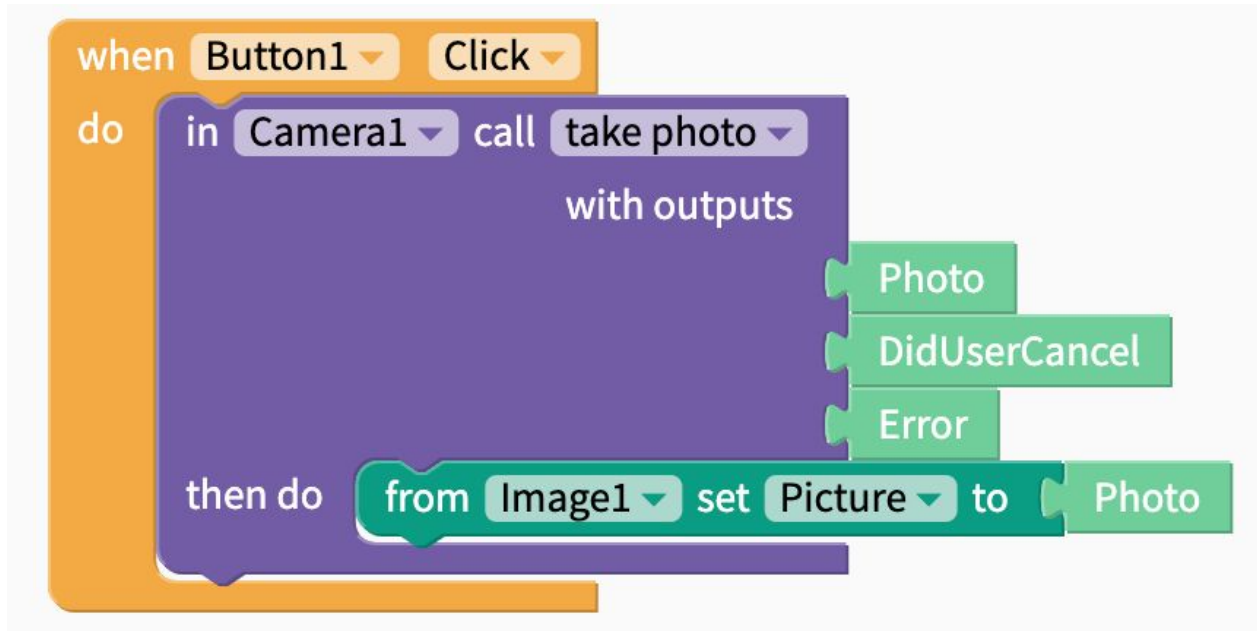 when Button1 Click
do in Camera1 call take photo
with outputs
Photo
DidUserCancel
Error
then do from Image1 set Picture to Photo